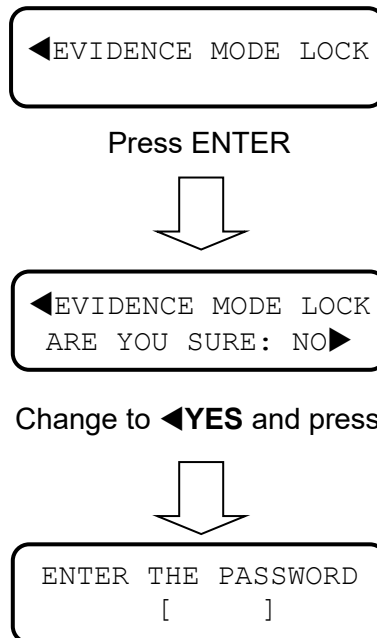 ◀EVIDENCE MODE LOCK
Press ENTER
◀EVIDENCE MODE LOCK
ARE YOU SURE: NO▶
Change to ◀YES and press
ENTER THE PASSWORD
[ ]